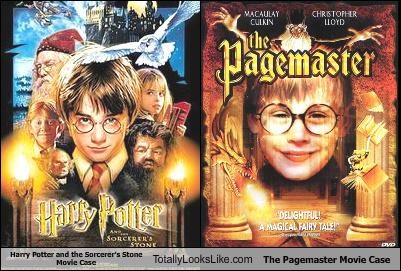 Harry Potter
AND THE
SORCERER'S
STONE
MACAULAY CULKIN
CHRISTOPHER LLOYD
the
Pagemaster
"DELIGHTFUL!
A MAGICAL FAIRY TALE!"
DVD
Harry Potter and the Sorcerer's Stone
Movie Case
TotallyLooksLike.com
The Pagemaster Movie Case